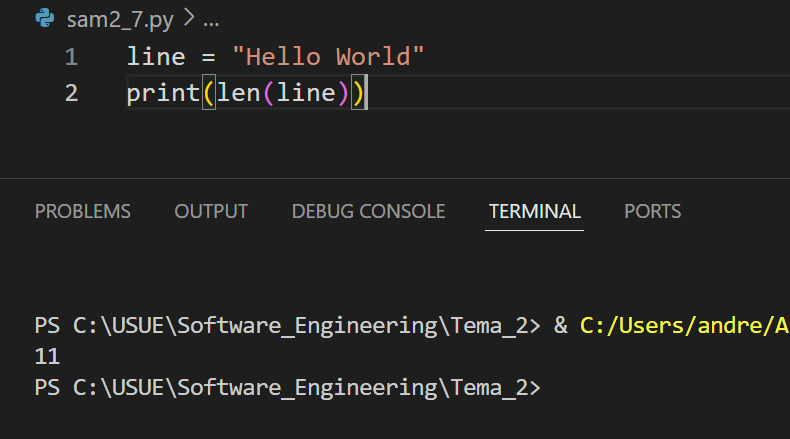 sam2_7.py > ...
1 line = "Hello World"
2 print(len(line))
PROBLEMS OUTPUT DEBUG CONSOLE TERMINAL PORTS
PS C:\USUE\Software_Engineering\Tema_2> & C:/Users/andre/A
11
PS C:\USUE\Software_Engineering\Tema_2>